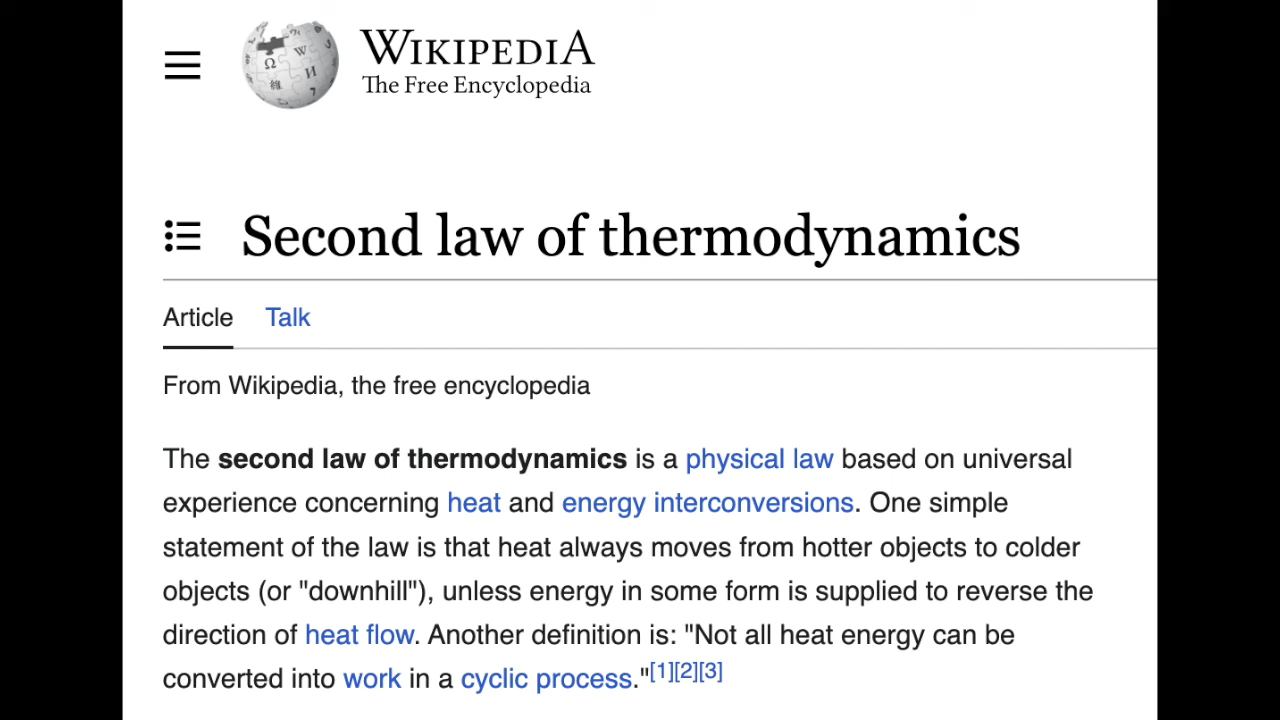 WIKIPEDIA
The Free Encyclopedia
Second law of thermodynamics
Article Talk
From Wikipedia, the free encyclopedia
The second law of thermodynamics is a physical law based on universal
experience concerning heat and energy interconversions. One simple
statement of the law is that heat always moves from hotter objects to colder
objects (or "downhill"), unless energy in some form is supplied to reverse the
direction of heat flow. Another definition is: "Not all heat energy can be
converted into work in a cyclic process."[1][2][3]